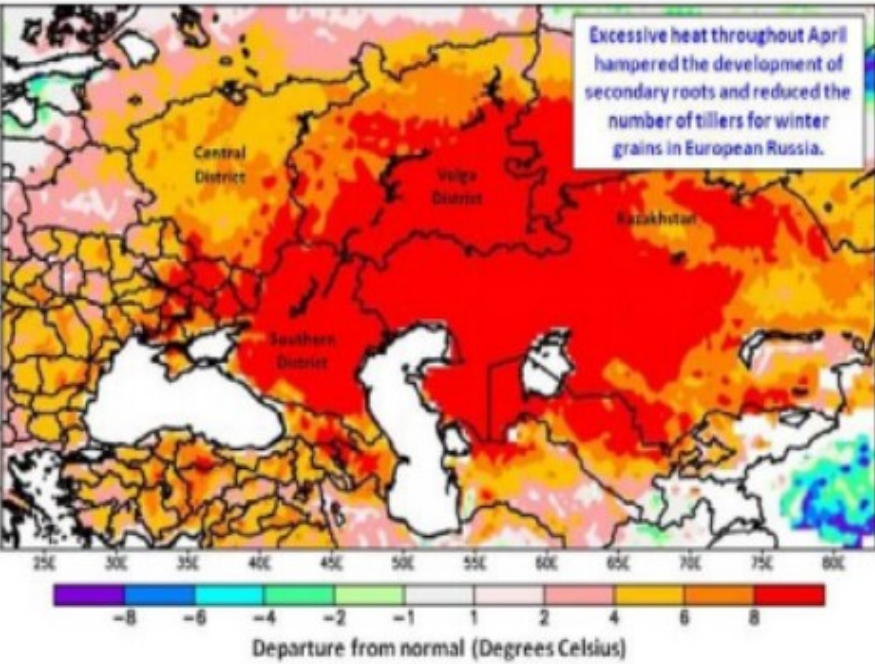 Excessive heat throughout April
hampered the development of
secondary roots and reduced the
number of tillers for winter
grains in European Russia.
Central
District
Volga
District
Kazakhstan
Southern
District
25E 30E 35E 40E 45E 50E 55E 60E 65E 70E 75E 80E
-8 -6 -4 -2 -1 1 2 4 6 8
Departure from normal (Degrees Celsius)